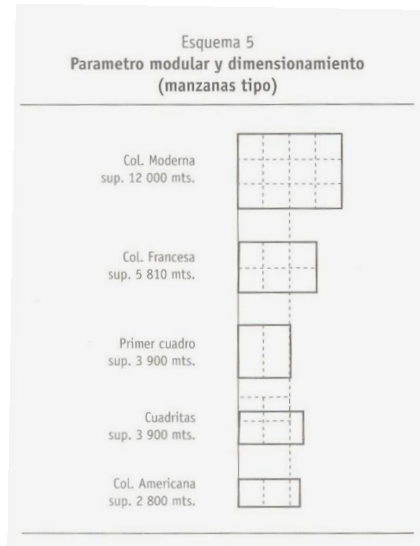 Esquema 5
Parametro modular y dimensionamiento
(manzanas tipo)
Col. Moderna
sup. 12 000 mts.
Col. Francesa
sup. 5 810 mts.
Primer cuadro
sup. 3 900 mts.
Cuadritas
sup. 3 900 mts.
Col. Americana
sup. 2 800 mts.